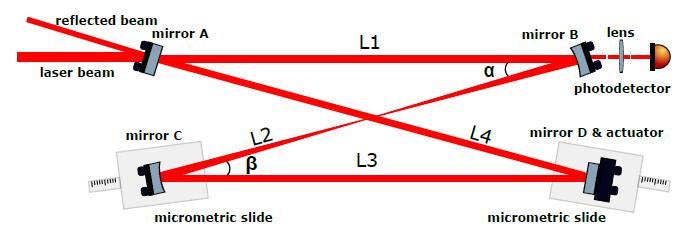 reflected beam
mirror A
L1
mirror B
lens
laser beam
α
photodetector
mirror C
L2
β
L4
mirror D & actuator
L3
micrometric slide
micrometric slide